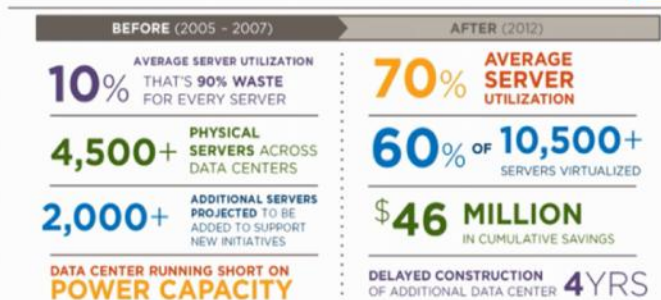 BEFORE (2005 - 2007)
10% AVERAGE SERVER UTILIZATION
THAT'S 90% WASTE
FOR EVERY SERVER
4,500+ PHYSICAL
SERVERS ACROSS
DATA CENTERS
2,000+ ADDITIONAL SERVERS
PROJECTED TO BE
ADDED TO SUPPORT
NEW INITIATIVES
DATA CENTER RUNNING SHORT ON
POWER CAPACITY
AFTER (2012)
70% AVERAGE
SERVER
UTILIZATION
60% OF 10,500+
SERVERS VIRTUALIZED
$46 MILLION
IN CUMULATIVE SAVINGS
DELAYED CONSTRUCTION
OF ADDITIONAL DATA CENTER 4YRS